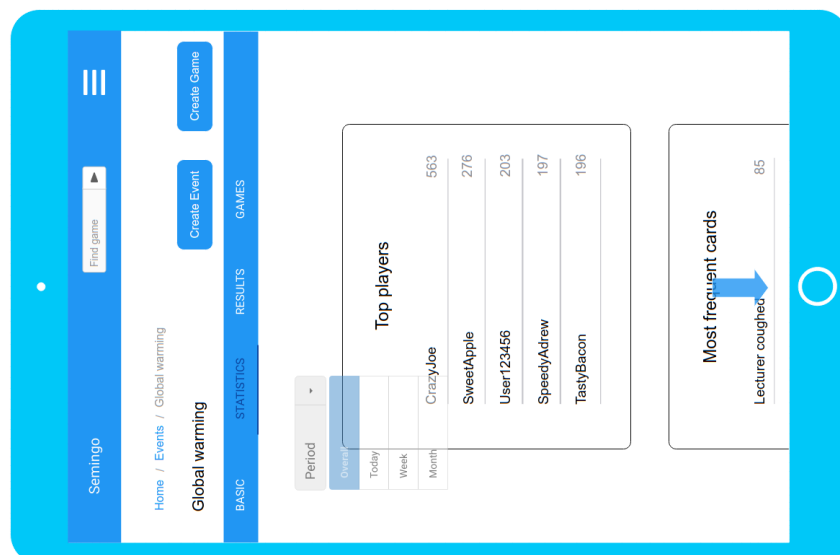 Semingo
Find game
Home / Events / Global warming
Global warming
Create Event
Create Game
BASIC
STATISTICS
RESULTS
GAMES
Period
Overall
Today
Week
Month
Top players
CrazyJoe 563
SweetApple 276
User123456 203
SpeedyAdrew 197
TastyBacon 196
Most frequent cards
Lecturer coughed 85